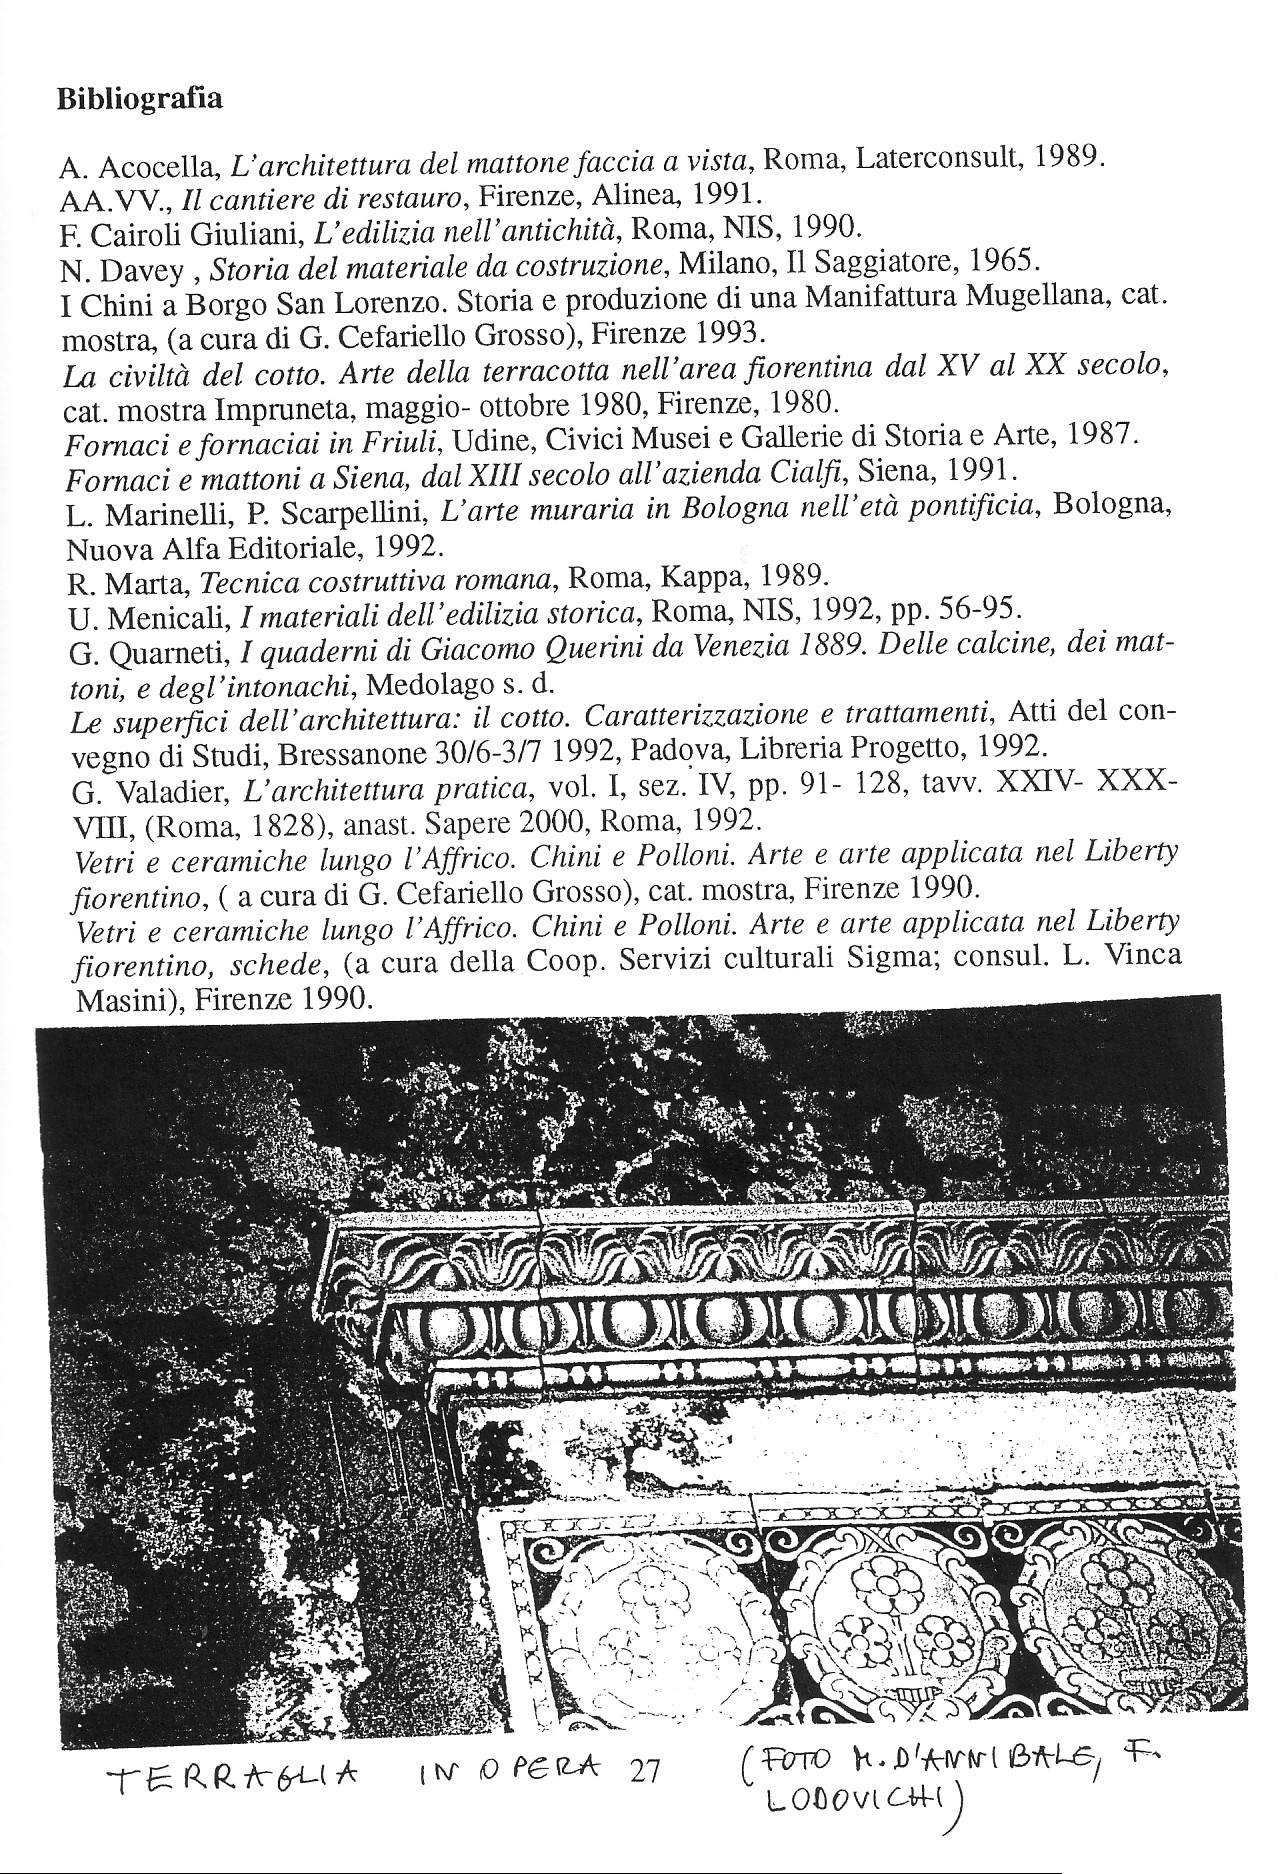 Bibliografia
A. Acocella, L'architettura del mattone faccia a vista, Roma, Laterconsult, 1989.
AA.VV., Il cantiere di restauro, Firenze, Alinea, 1991.
F. Cairoli Giuliani, L'edilizia nell'antichità, Roma, NIS, 1990.
N. Davey , Storia del materiale da costruzione, Milano, Il Saggiatore, 1965.
I Chini a Borgo San Lorenzo. Storia e produzione di una Manifattura Mugellana, cat.
mostra, (a cura di G. Cefariello Grosso), Firenze 1993.
La civiltà del cotto. Arte della terracotta nell'area fiorentina dal XV al XX secolo,
cat. mostra Impruneta, maggio- ottobre 1980, Firenze, 1980.
Fornaci e fornaciai in Friuli, Udine, Civici Musei e Gallerie di Storia e Arte, 1987.
Fornaci e mattoni a Siena, dal XIII secolo all'azienda Cialfi, Siena, 1991.
L. Marinelli, P. Scarpellini, L'arte muraria in Bologna nell'età pontificia, Bologna,
Nuova Alfa Editoriale, 1992.
R. Marta, Tecnica costruttiva romana, Roma, Kappa, 1989.
U. Menicali, I materiali dell'edilizia storica, Roma, NIS, 1992, pp. 56-95.
G. Quarneti, I quaderni di Giacomo Querini da Venezia 1889. Delle calcine, dei mat-
toni, e degl'intonachi, Medolago s. d.
Le superfici dell'architettura: il cotto. Caratterizzazione e trattamenti, Atti del con-
vegno di Studi, Bressanone 30/6-3/7 1992, Padova, Libreria Progetto, 1992.
G. Valadier, L'architettura pratica, vol. I, sez. IV, pp. 91- 128, tavv. XXIV- XXX-
VIII, (Roma, 1828), anast. Sapere 2000, Roma, 1992.
Vetri e ceramiche lungo l'Affrico. Chini e Polloni. Arte e arte applicata nel Liberty
fiorentino, ( a cura di G. Cefariello Grosso), cat. mostra, Firenze 1990.
Vetri e ceramiche lungo l'Affrico. Chini e Polloni. Arte e arte applicata nel Liberty
fiorentino, schede, (a cura della Coop. Servizi culturali Sigma; consul. L. Vinca
Masini), Firenze 1990.
TERRAGLIA IN OPERA 27 (FOTO M. D'ANNIBALE, F.
LODOVICHI)